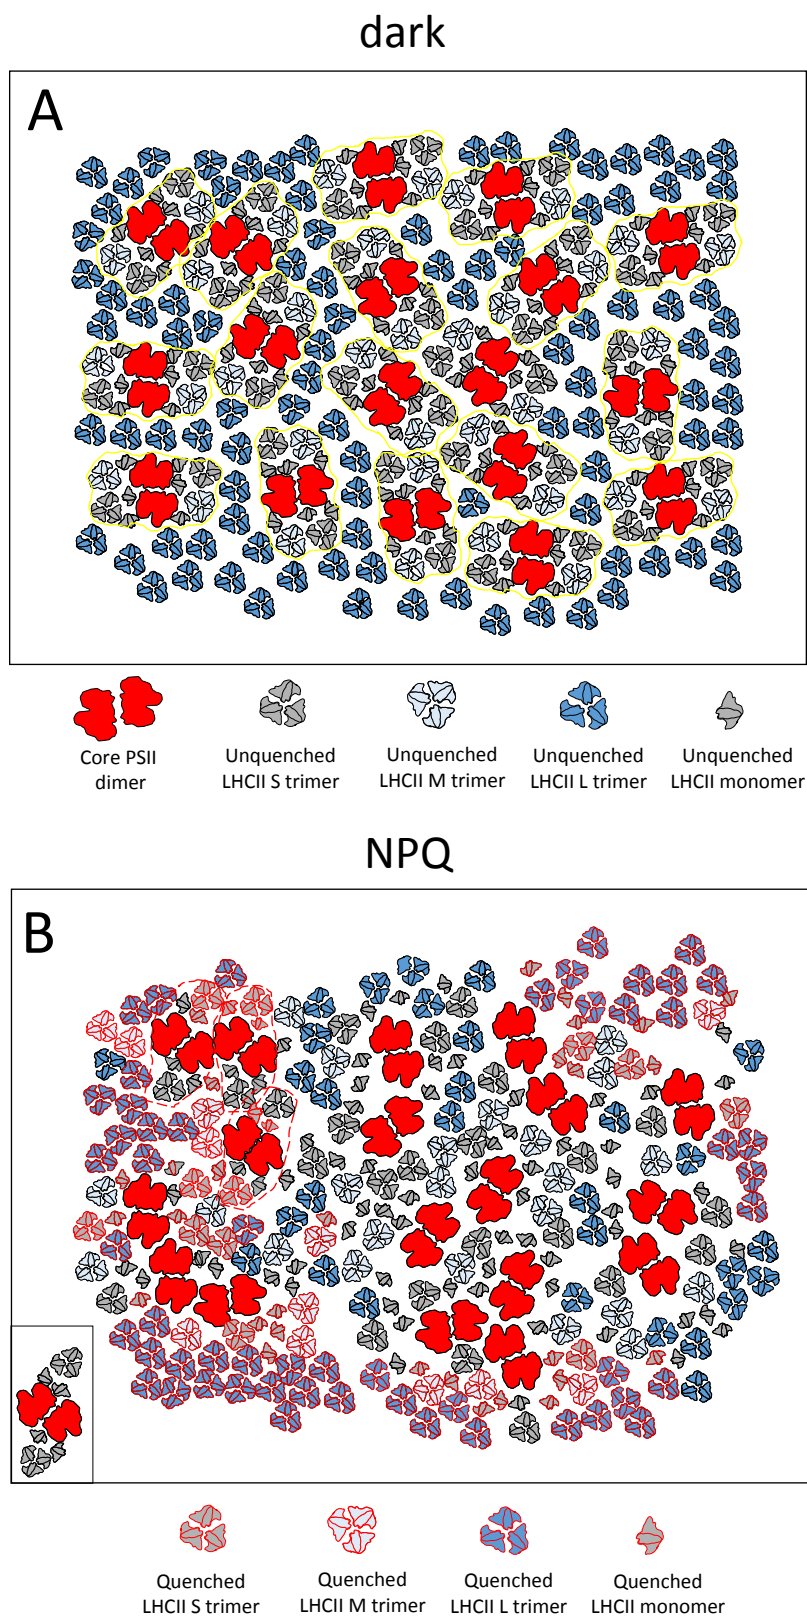 dark
A
Core PSII
dimer
Unquenched
LHCII S trimer
Unquenched
LHCII M trimer
Unquenched
LHCII L trimer
Unquenched
LHCII monomer
NPQ
B
Quenched
LHCII S trimer
Quenched
LHCII M trimer
Quenched
LHCII L trimer
Quenched
LHCII monomer